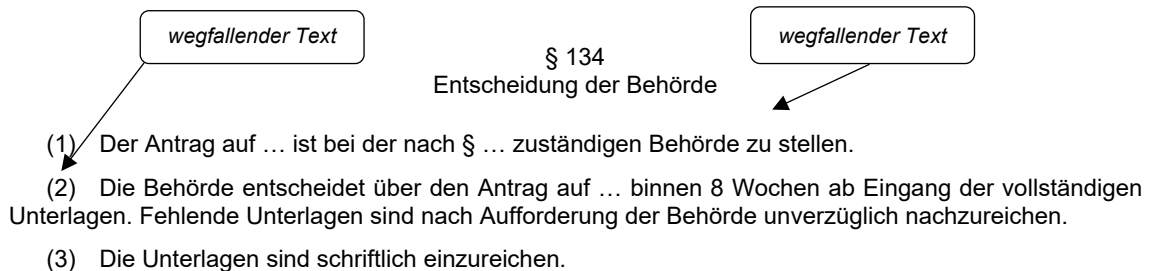 wegfallender Text
wegfallender Text
§ 134
Entscheidung der Behörde
(1) Der Antrag auf … ist bei der nach § … zuständigen Behörde zu stellen.
(2) Die Behörde entscheidet über den Antrag auf … binnen 8 Wochen ab Eingang der vollständigen
Unterlagen. Fehlende Unterlagen sind nach Aufforderung der Behörde unverzüglich nachzureichen.
(3) Die Unterlagen sind schriftlich einzureichen.